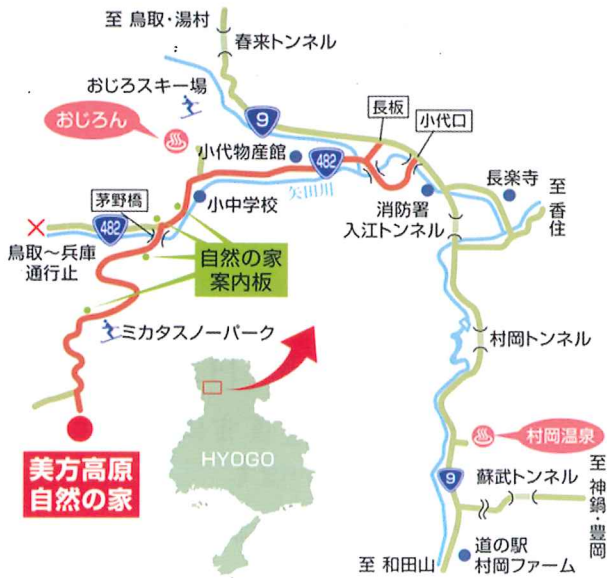 至 鳥取・湯村
春来トンネル
おじろスキー場
9
おじろん
長板
小代口
小代物産館
482
矢田川
長楽寺
至
香
住
茅野橋
小中学校
消防署
入江トンネル
482
鳥取〜兵庫
通行止
自然の家
案内板
ミカタスノーパーク
村岡トンネル
HYOGO
村岡温泉
美方高原
自然の家
9
蘇武トンネル
至
神
鍋
・
豊
岡
至 和田山
道の駅
村岡ファーム